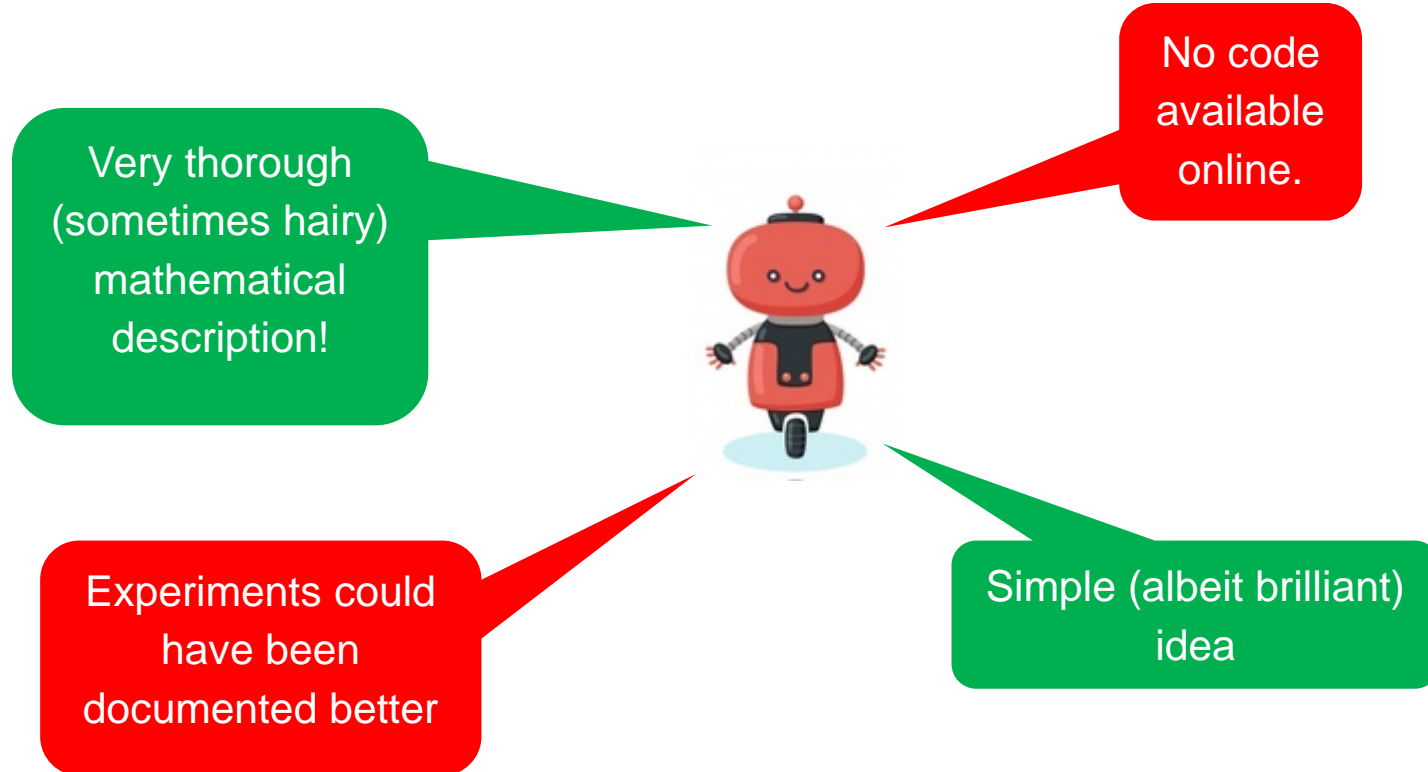 Very thorough
(sometimes hairy)
mathematical
description!
No code
available
online.
Experiments could
have been
documented better
Simple (albeit brilliant)
idea